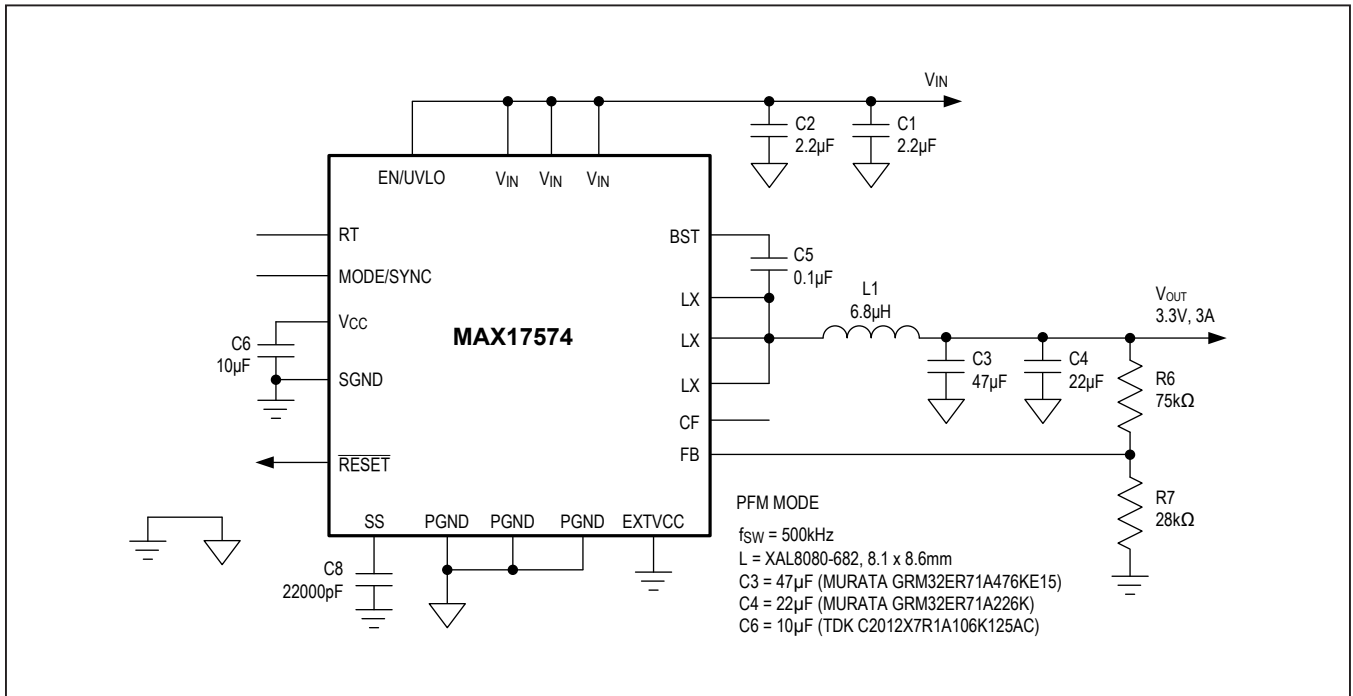 VIN
C2
2.2µF
C1
2.2µF
EN/UVLO
VIN
VIN
VIN
RT
BST
MODE/SYNC
C5
0.1µF
VCC
LX
L1
6.8µH
VOUT
3.3V, 3A
MAX17574
LX
C6
10µF
SGND
LX
C3
47µF
C4
22µF
R6
75kΩ
CF
RESET
FB
SS
PGND
PGND
PGND
EXTVCC
C8
22000pF
R7
28kΩ
PFM MODE
fSW = 500kHz
L = XAL8080-682, 8.1 x 8.6mm
C3 = 47µF (MURATA GRM32ER71A476KE15)
C4 = 22µF (MURATA GRM32ER71A226K)
C6 = 10µF (TDK C2012X7R1A106K125AC)